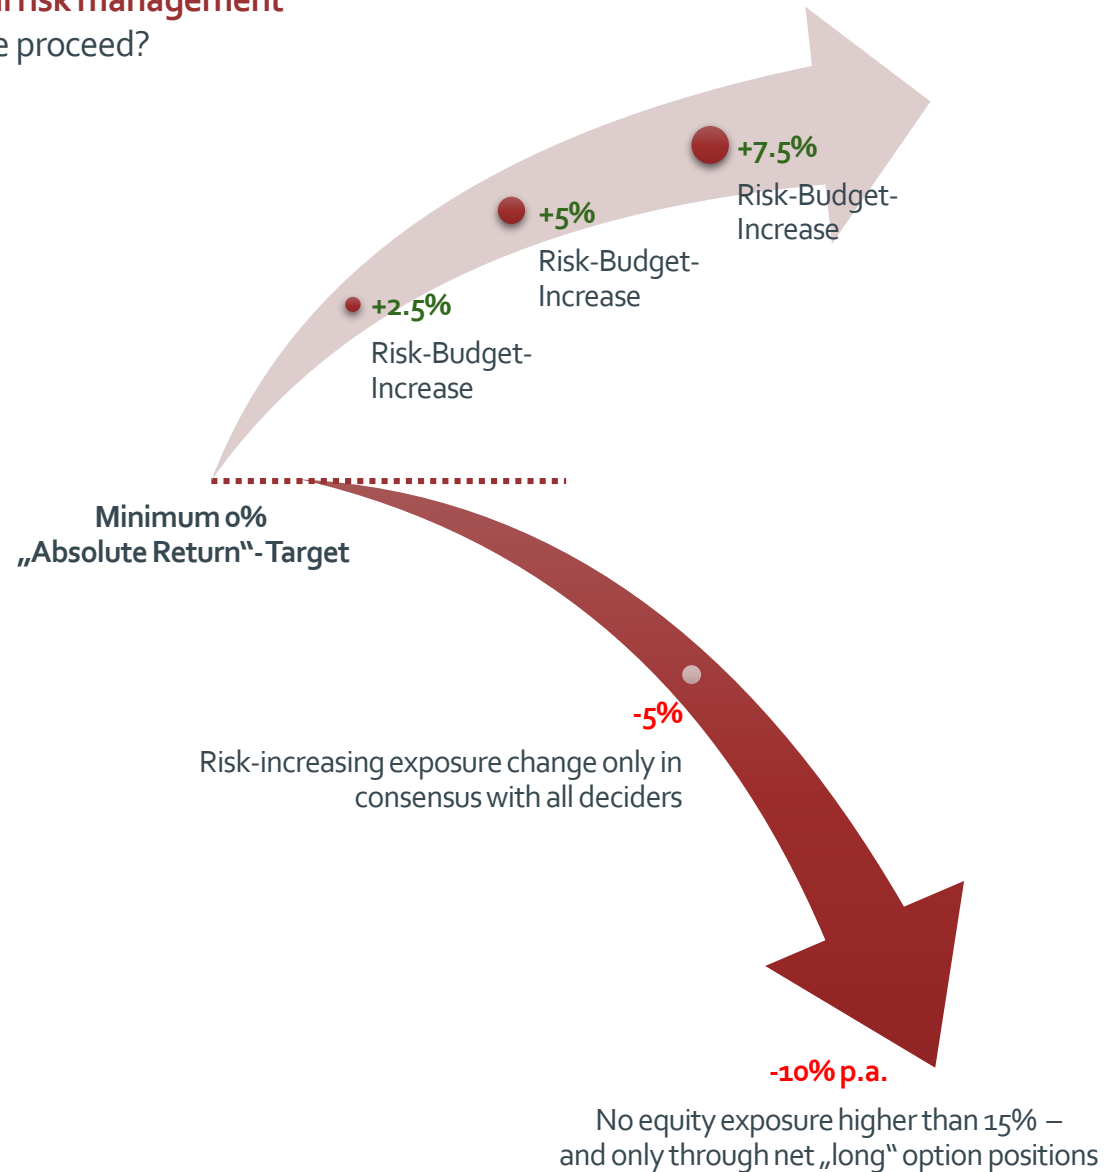 risk management
e proceed?
+7.5%
Risk-Budget-
Increase
+5%
Risk-Budget-
Increase
+2.5%
Risk-Budget-
Increase
Minimum 0%
„Absolute Return“-Target
-5%
Risk-increasing exposure change only in
consensus with all deciders
-10% p.a.
No equity exposure higher than 15% –
and only through net „long“ option positions